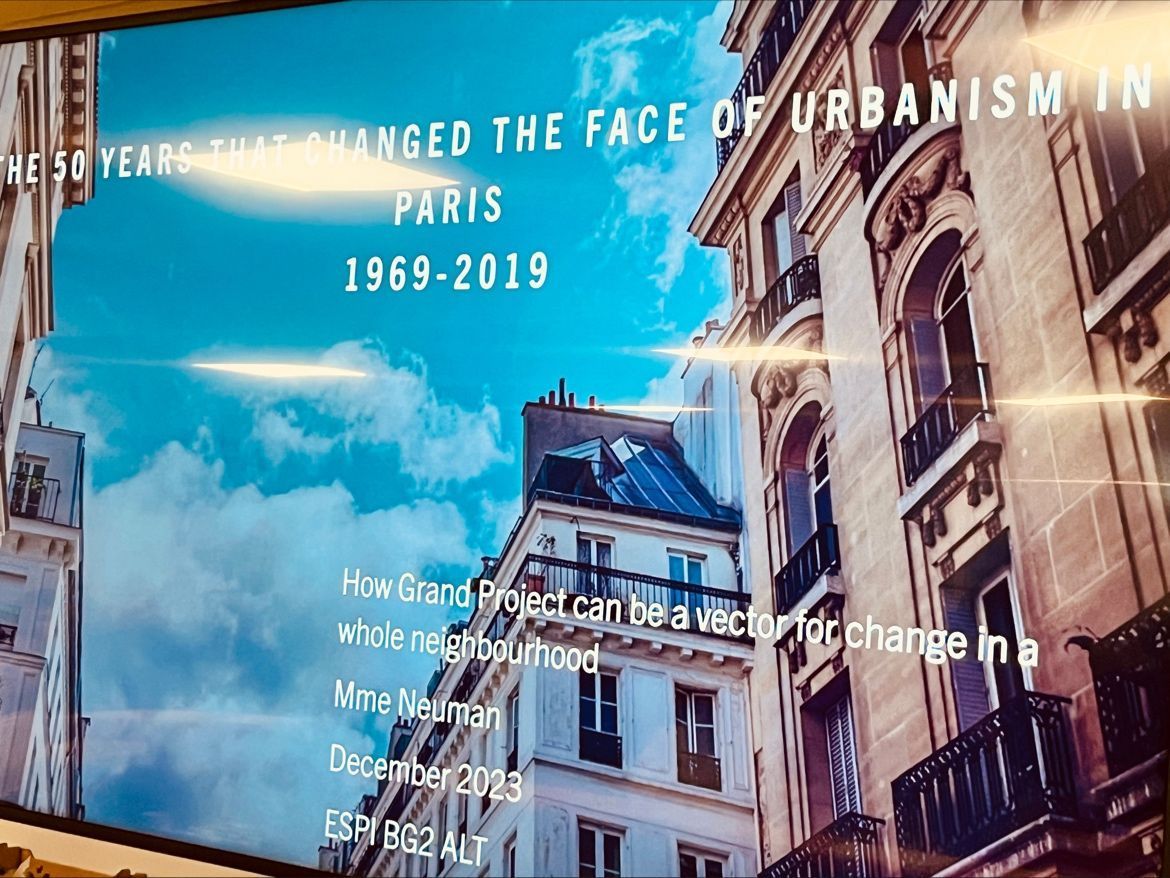 THE 50 YEARS THAT CHANGED THE FACE OF URBANISM IN
PARIS
1969-2019
How Grand Project can be a vector for change in a
whole neighbourhood
Mme Neuman
December 2023
ESPI BG2 ALT